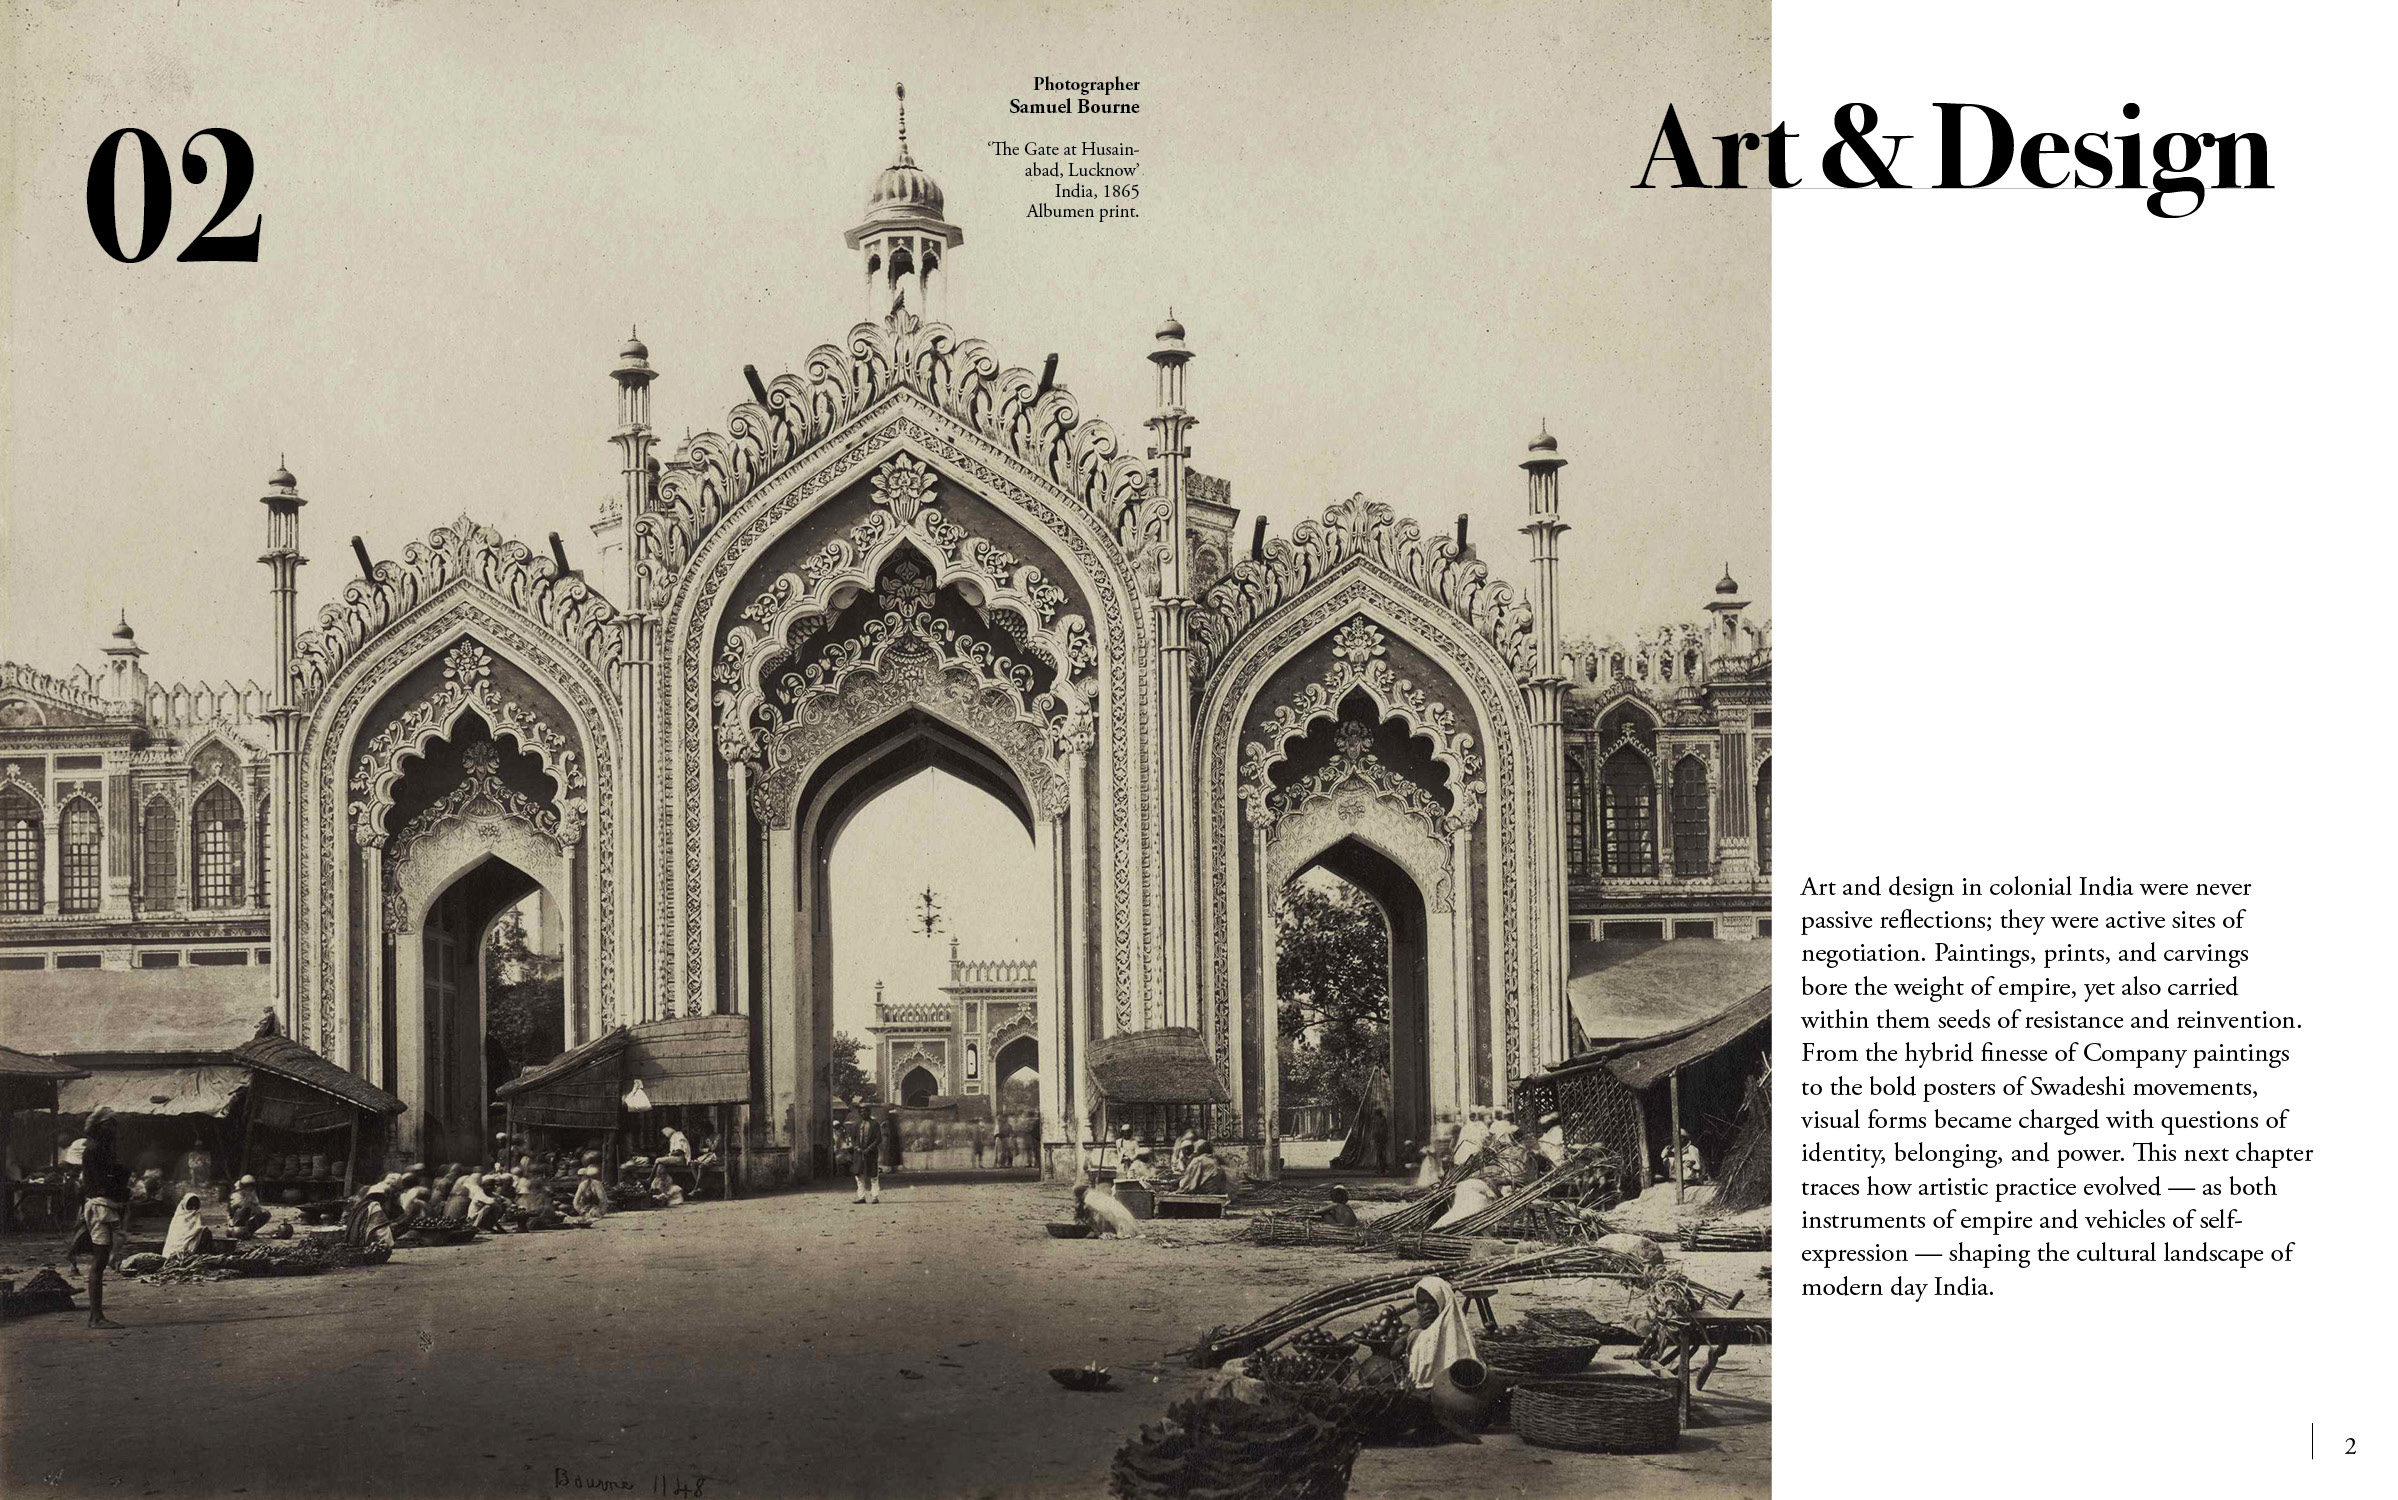 02
Photographer
Samuel Bourne
‘The Gate at Husain-
abad, Lucknow’
India, 1865
Albumen print.
Art & Design
Art and design in colonial India were never
passive reflections; they were active sites of
negotiation. Paintings, prints, and carvings
bore the weight of empire, yet also carried
within them seeds of resistance and reinvention.
From the hybrid finesse of Company paintings
to the bold posters of Swadeshi movements,
visual forms became charged with questions of
identity, belonging, and power. This next chapter
traces how artistic practice evolved — as both
instruments of empire and vehicles of self-
expression — shaping the cultural landscape of
modern day India.
Bourne 1148
2